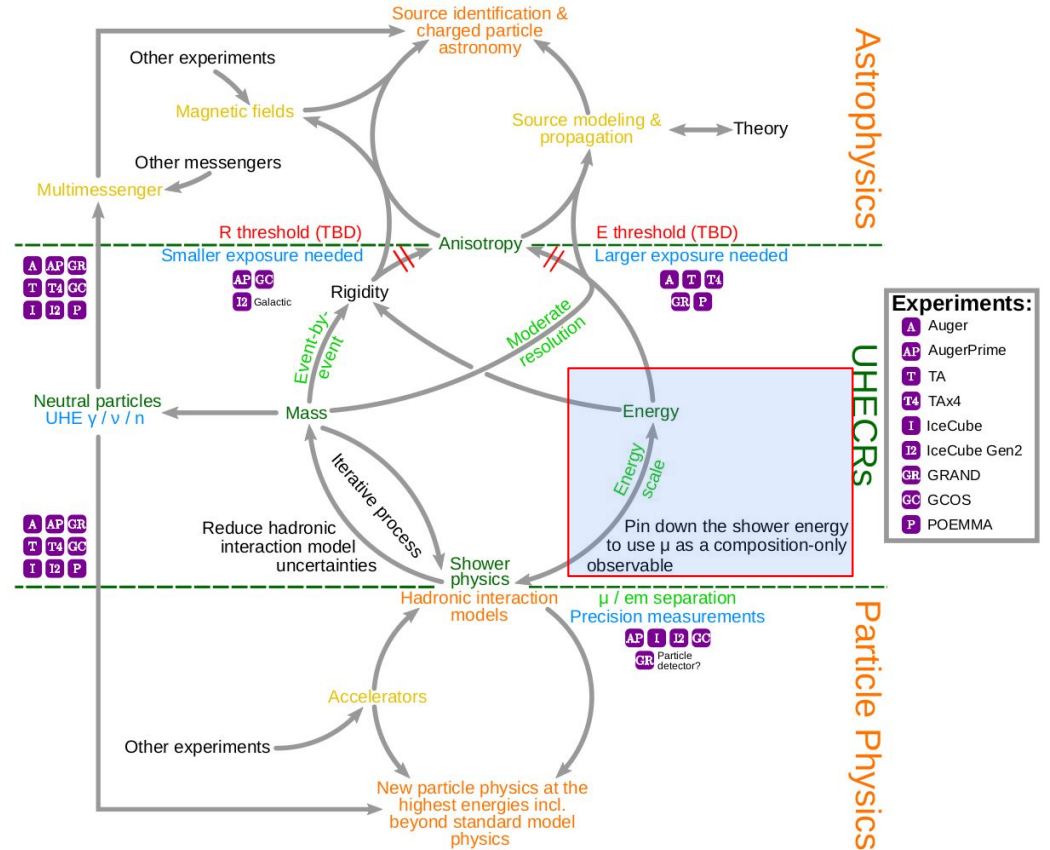 Source identification &
charged particle
astronomy
Other experiments
Magnetic fields
Source modeling &
propagation
Theory
Other messengers
Multimessenger
Astrophysics
R threshold (TBD)
Anisotropy
E threshold (TBD)
Smaller exposure needed
Larger exposure needed
A AP GR
T T4 GC
I I2 P
AP GC
I2 Galactic
A T T4
GR P
Rigidity
Event-by-
event
Moderate
resolution
Experiments:
A Auger
AP AugerPrime
T TA
T4 TAx4
I IceCube
I2 IceCube Gen2
GR GRAND
GC GCOS
P POEMMA
UHECRs
Neutral particles
UHE γ / ν / n
Mass
Energy
Energy
scale
Iterative process
Reduce hadronic
interaction model
uncertainties
Pin down the shower energy
to use μ as a composition-only
observable
A AP GR
T T4 GC
I I2 P
Shower
physics
Hadronic interaction
models
μ / em separation
Precision measurements
AP I I2 GC
GR Particle
detector?
Particle Physics
Accelerators
Other experiments
New particle physics at the
highest energies incl.
beyond standard model
physics